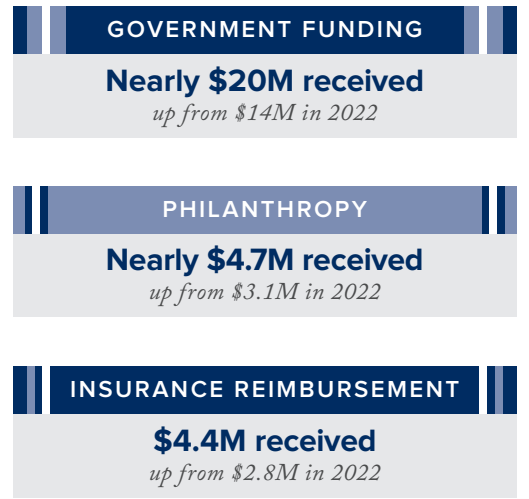 GOVERNMENT FUNDING
Nearly $20M received
up from $14M in 2022
PHILANTHROPY
Nearly $4.7M received
up from $3.1M in 2022
INSURANCE REIMBURSEMENT
$4.4M received
up from $2.8M in 2022